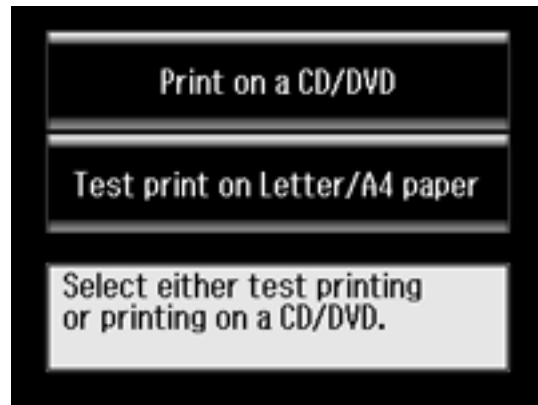 Print on a CD/DVD
Test print on Letter/A4 paper
Select either test printing
or printing on a CD/DVD.